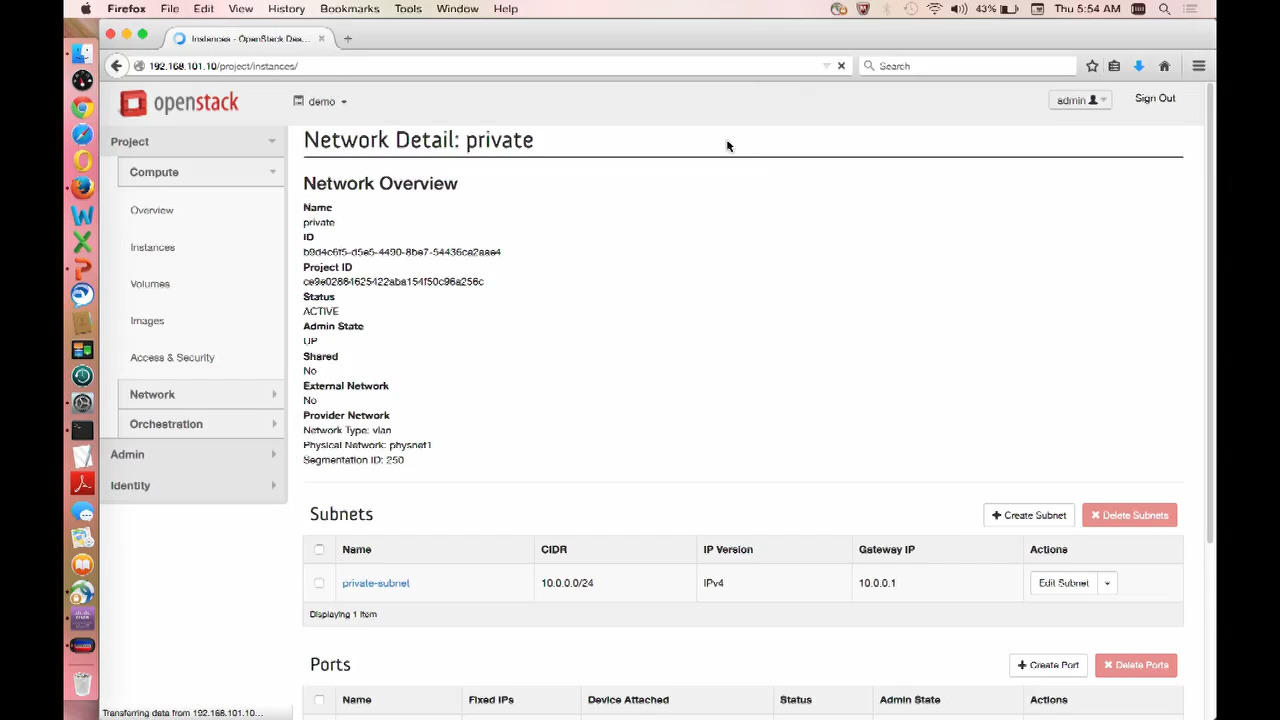 Firefox File Edit View History Bookmarks Tools Window Help 43% Thu 5:54 AM
Instances - OpenStack Das...
192.168.101.10/project/instances/ Search
openstack demo admin Sign Out
Project
Compute
Overview
Instances
Volumes
Images
Access & Security
Network
Orchestration
Admin
Identity
Network Detail: private
Network Overview
Name
private
ID
Project ID
Status
ACTIVE
Admin State
UP
Shared
No
External Network
No
Provider Network
Network Type: vlan
Physical Network: physnet1
Segmentation ID: 250
Subnets + Create Subnet Delete Subnets
Name CIDR IP Version Gateway IP Actions
private-subnet 10.0.0.0/24 IPv4 10.0.0.1 Edit Subnet
Displaying 1 item
Ports + Create Port Delete Ports
Name Fixed IPs Device Attached Status Admin State Actions
Transferring data from 192.168.101.10...